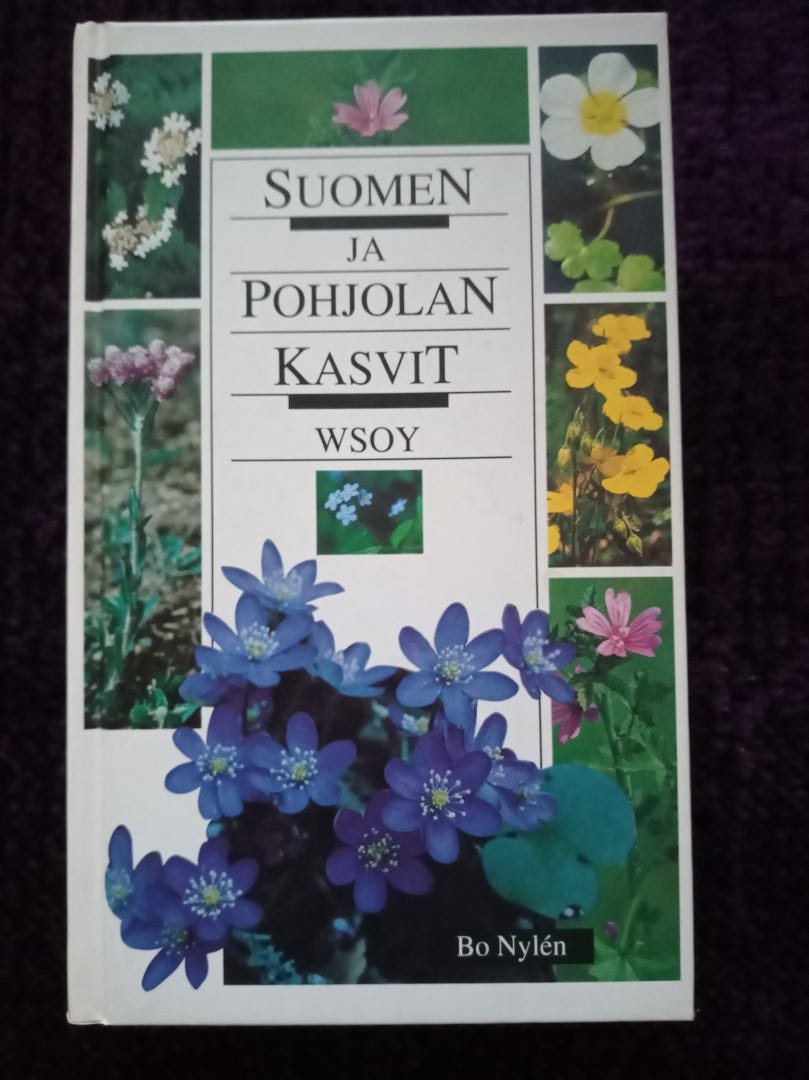 SUOMEN
JA
POHJOLAN
KASVIT
WSOY
Bo Nylén